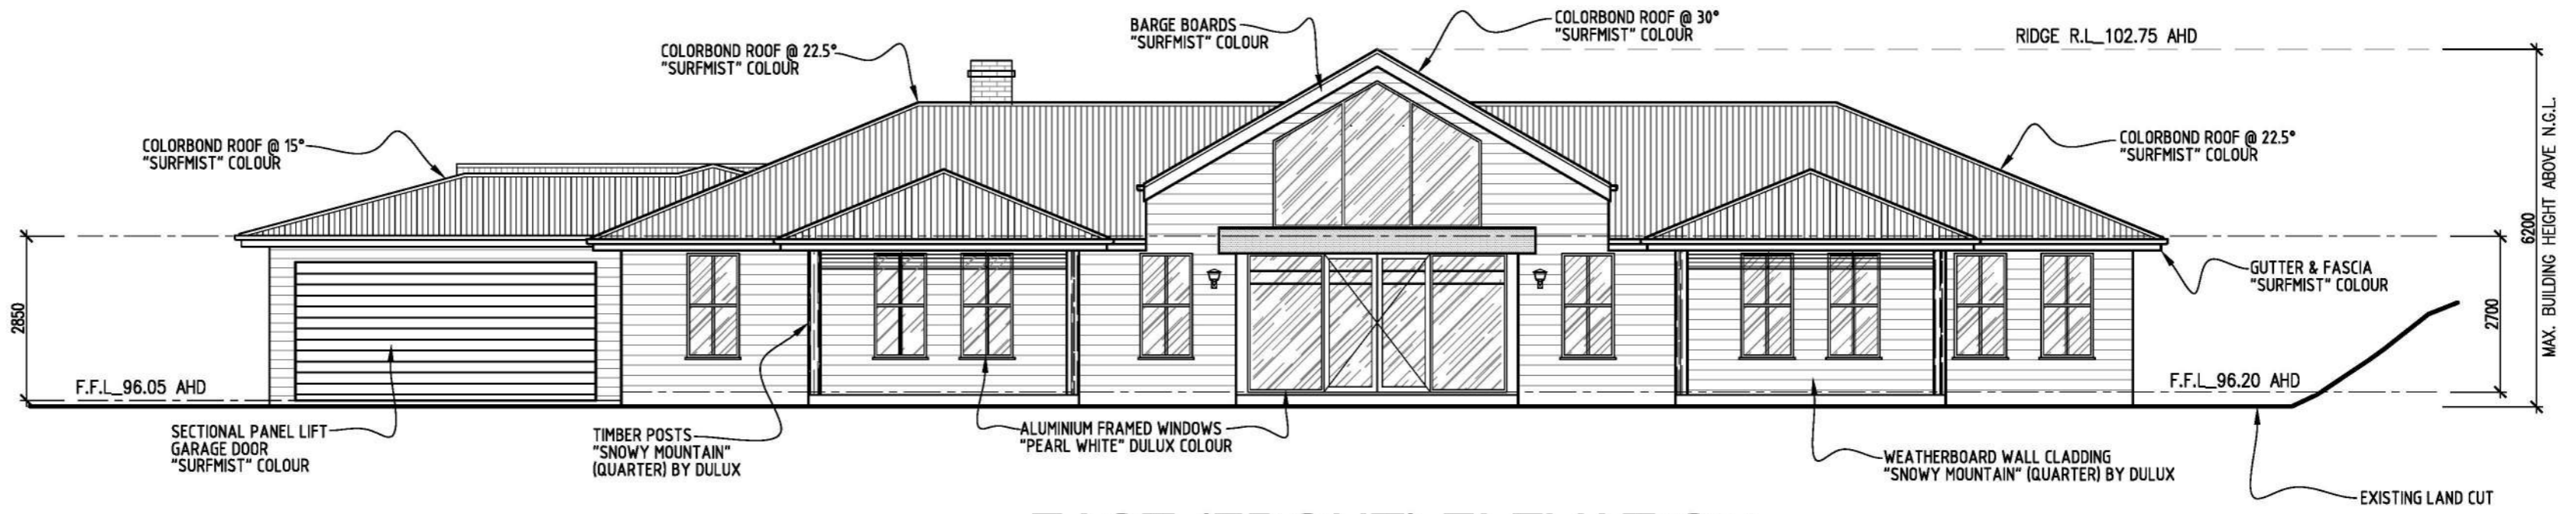 BARGE BOARDS
"SURFMIST" COLOUR
COLORBOND ROOF @ 30°
"SURFMIST" COLOUR
RIDGE R.L_102.75 AHD
COLORBOND ROOF @ 22.5°
"SURFMIST" COLOUR
COLORBOND ROOF @ 15°
"SURFMIST" COLOUR
COLORBOND ROOF @ 22.5°
"SURFMIST" COLOUR
6200
MAX. BUILDING HEIGHT ABOVE N.G.L.
GUTTER & FASCIA
"SURFMIST" COLOUR
2850
2700
F.F.L_96.05 AHD
F.F.L_96.20 AHD
SECTIONAL PANEL LIFT
GARAGE DOOR
"SURFMIST" COLOUR
TIMBER POSTS
"SNOWY MOUNTAIN"
(QUARTER) BY DULUX
ALUMINIUM FRAMED WINDOWS
"PEARL WHITE" DULUX COLOUR
WEATHERBOARD WALL CLADDING
"SNOWY MOUNTAIN" (QUARTER) BY DULUX
EXISTING LAND CUT